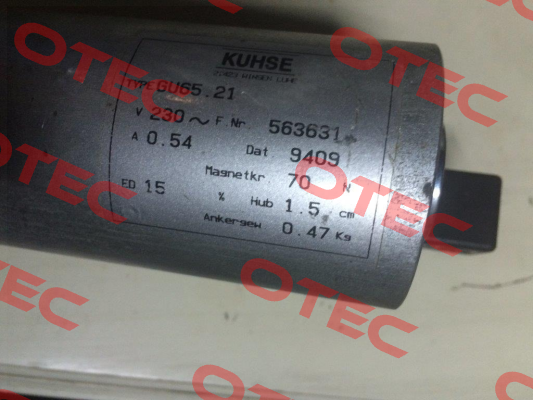 KUHSE
TYPE GU65.21
V 230 ~ F.Nr 563631
A 0.54 Dat 9409
Magnetkr 70 N
ED 15 % Hub 1.5 cm
Ankergew 0.47 Kg
OTEC
OTEC
OTEC
OTEC
OTEC
OTEC
OTEC
OTEC